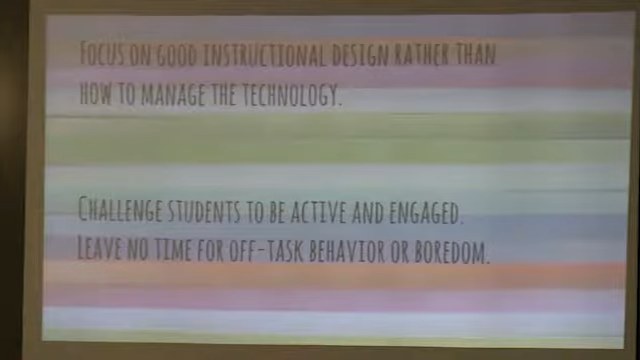 Focus on good instructional design rather than
how to manage the technology.
Challenge students to be active and engaged.
Leave no time for off-task behavior or boredom.